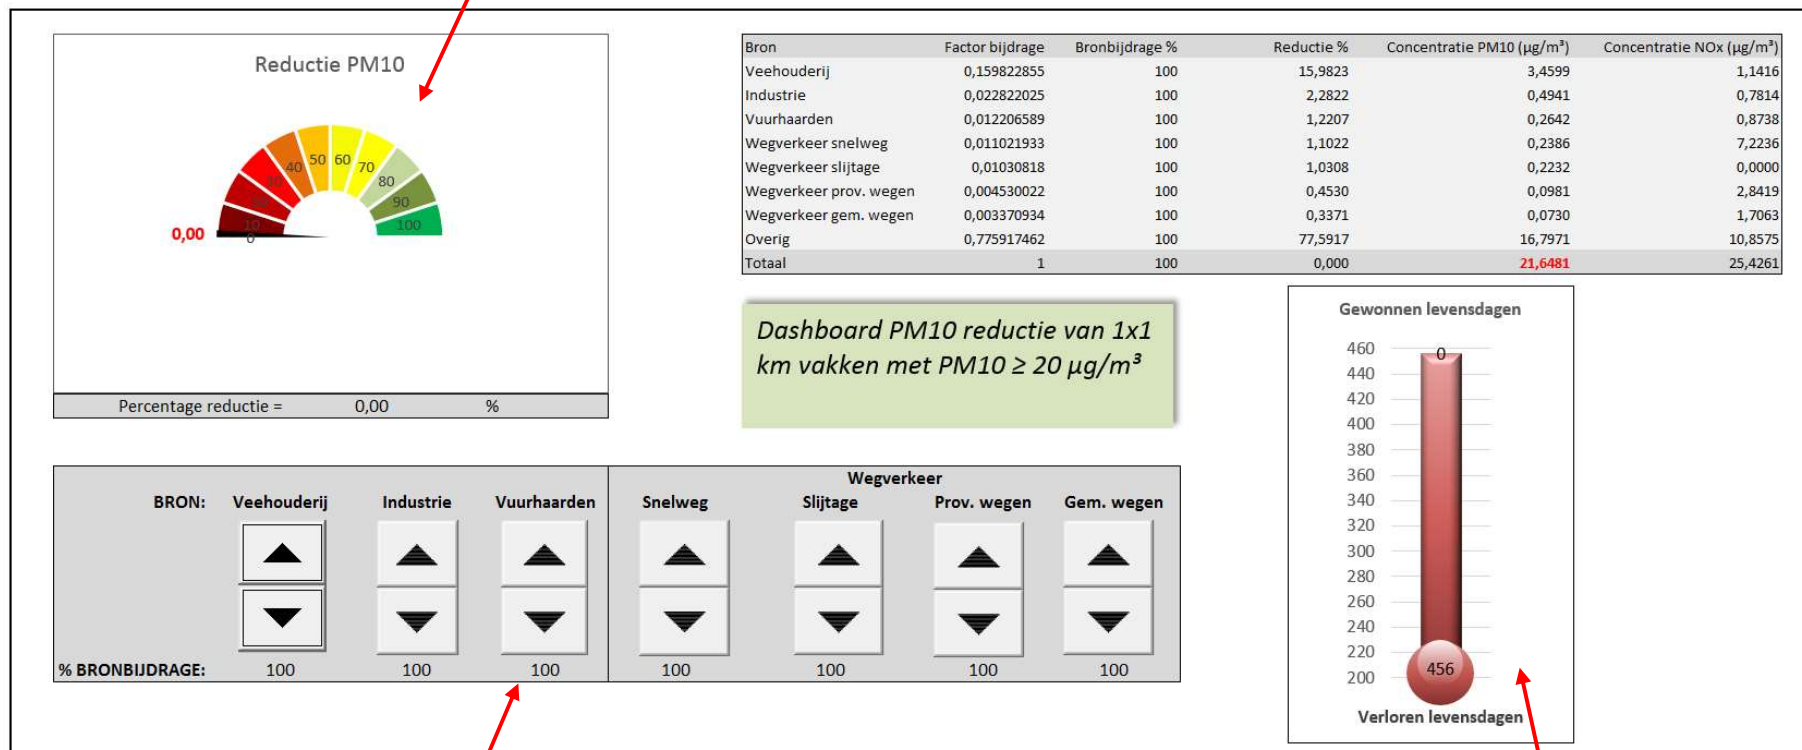 Reductie PM10
10
20
30
40
50
60
70
80
90
100
0
0,00
Percentage reductie = 0,00 %
Bron Factor bijdrage Bronbijdrage % Reductie % Concentratie PM10 (µg/m³) Concentratie NOx (µg/m³)
Veehouderij 0,159822855 100 15,9823 3,4599 1,1416
Industrie 0,022822025 100 2,2822 0,4941 0,7814
Vuurhaarden 0,012206589 100 1,2207 0,2642 0,8738
Wegverkeer snelweg 0,011021933 100 1,1022 0,2386 7,2236
Wegverkeer slijtage 0,01030818 100 1,0308 0,2232 0,0000
Wegverkeer prov. wegen 0,004530022 100 0,4530 0,0981 2,8419
Wegverkeer gem. wegen 0,003370934 100 0,3371 0,0730 1,7063
Overig 0,775917462 100 77,5917 16,7971 10,8575
Totaal 1 100 0,000 21,6481 25,4261
Dashboard PM10 reductie van 1x1
km vakken met PM10 ≥ 20 µg/m³
Gewonnen levensdagen
0
460
440
420
400
380
360
340
320
300
280
260
240
220
200
456
Verloren levensdagen
Wegverkeer
BRON: Veehouderij Industrie Vuurhaarden Snelweg Slijtage Prov. wegen Gem. wegen
% BRONBIJDRAGE: 100 100 100 100 100 100 100